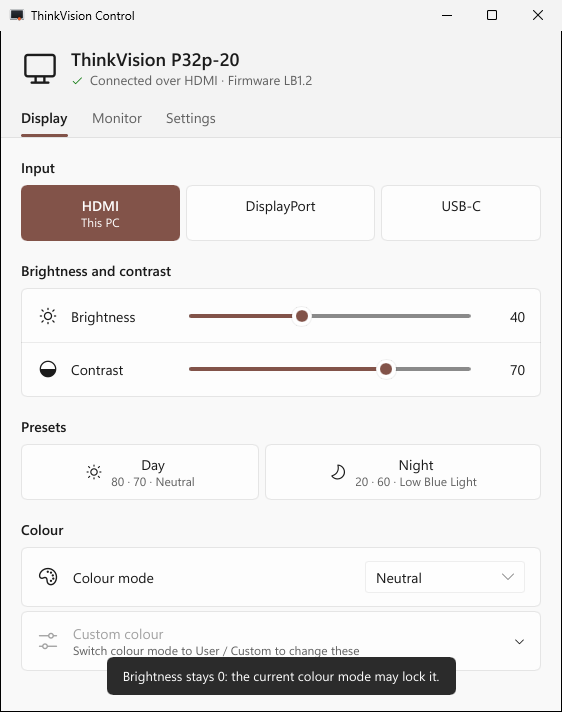 ThinkVision Control
ThinkVision P32p-20
Connected over HDMI · Firmware LB1.2
Display Monitor Settings
Input
HDMI
This PC
DisplayPort
USB-C
Brightness and contrast
Brightness 40
Contrast 70
Presets
Day
80 · 70 · Neutral
Night
20 · 60 · Low Blue Light
Colour
Colour mode Neutral
Custom colour
Switch colour mode to User / Custom to change these
Brightness stays 0: the current colour mode may lock it.